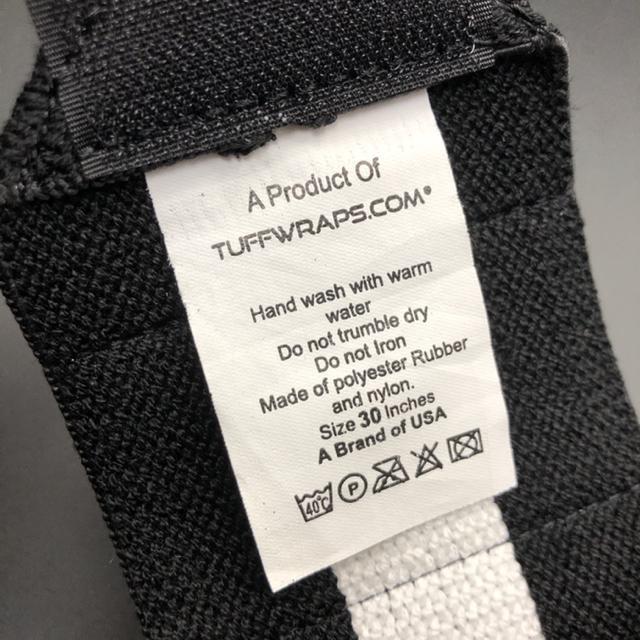 A Product Of
TUFFWRAPS.COM®
Hand wash with warm
water
Do not trumble dry
Do not Iron
Made of polyester Rubber
and nylon.
Size 30 Inches
A Brand of USA
40°C P